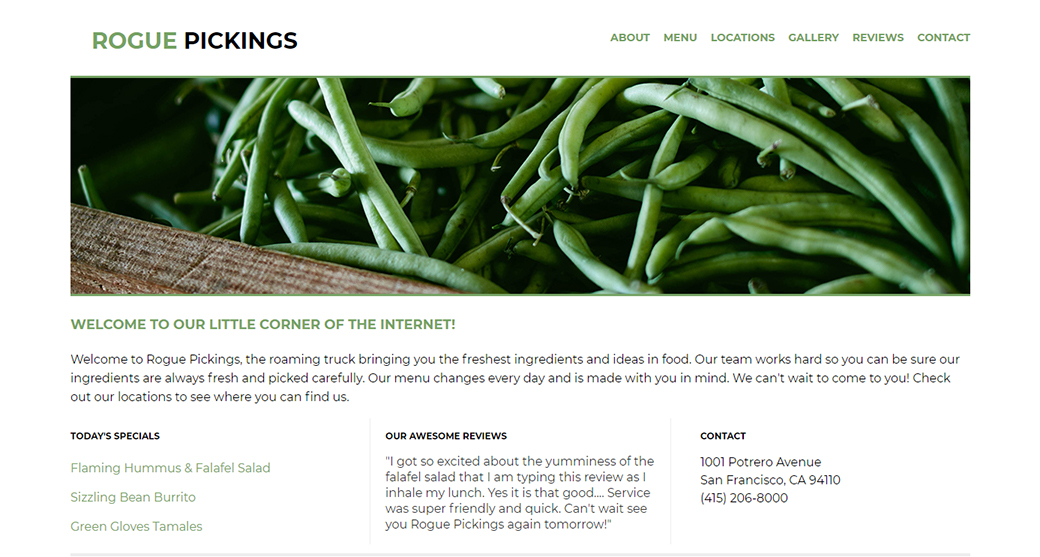 ROGUE PICKINGS
ABOUT MENU LOCATIONS GALLERY REVIEWS CONTACT
WELCOME TO OUR LITTLE CORNER OF THE INTERNET!
Welcome to Rogue Pickings, the roaming truck bringing you the freshest ingredients and ideas in food. Our team works hard so you can be sure our
ingredients are always fresh and picked carefully. Our menu changes every day and is made with you in mind. We can't wait to come to you! Check
out our locations to see where you can find us.
TODAY'S SPECIALS
Flaming Hummus & Falafel Salad
Sizzling Bean Burrito
Green Gloves Tamales
OUR AWESOME REVIEWS
"I got so excited about the yumminess of the
falafel salad that I am typing this review as I
inhale my lunch. Yes it is that good.... Service
was super friendly and quick. Can't wait see
you Rogue Pickings again tomorrow!"
CONTACT
1001 Potrero Avenue
San Francisco, CA 94110
(415) 206-8000